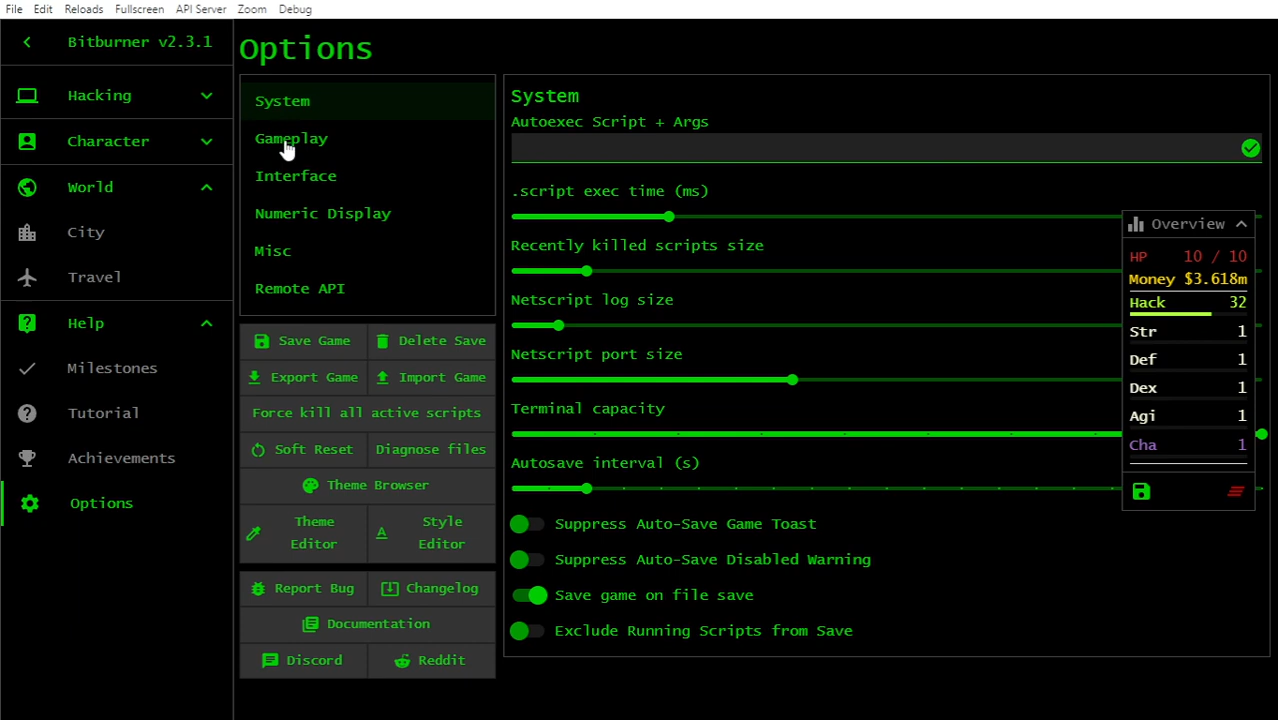 File Edit Reloads Fullscreen API Server Zoom Debug
Bitburner v2.3.1
Hacking
Character
World
City
Travel
Help
Milestones
Tutorial
Achievements
Options
Options
System
Gameplay
Interface
Numeric Display
Misc
Remote API
Save Game Delete Save
Export Game Import Game
Force kill all active scripts
Soft Reset Diagnose files
Theme Browser
Theme Editor Style Editor
Report Bug Changelog
Documentation
Discord Reddit
System
Autoexec Script + Args
.script exec time (ms)
Recently killed scripts size
Netscript log size
Netscript port size
Terminal capacity
Autosave interval (s)
Suppress Auto-Save Game Toast
Suppress Auto-Save Disabled Warning
Save game on file save
Exclude Running Scripts from Save
Overview
HP 10 / 10
Money $3.618m
Hack 32
Str 1
Def 1
Dex 1
Agi 1
Cha 1